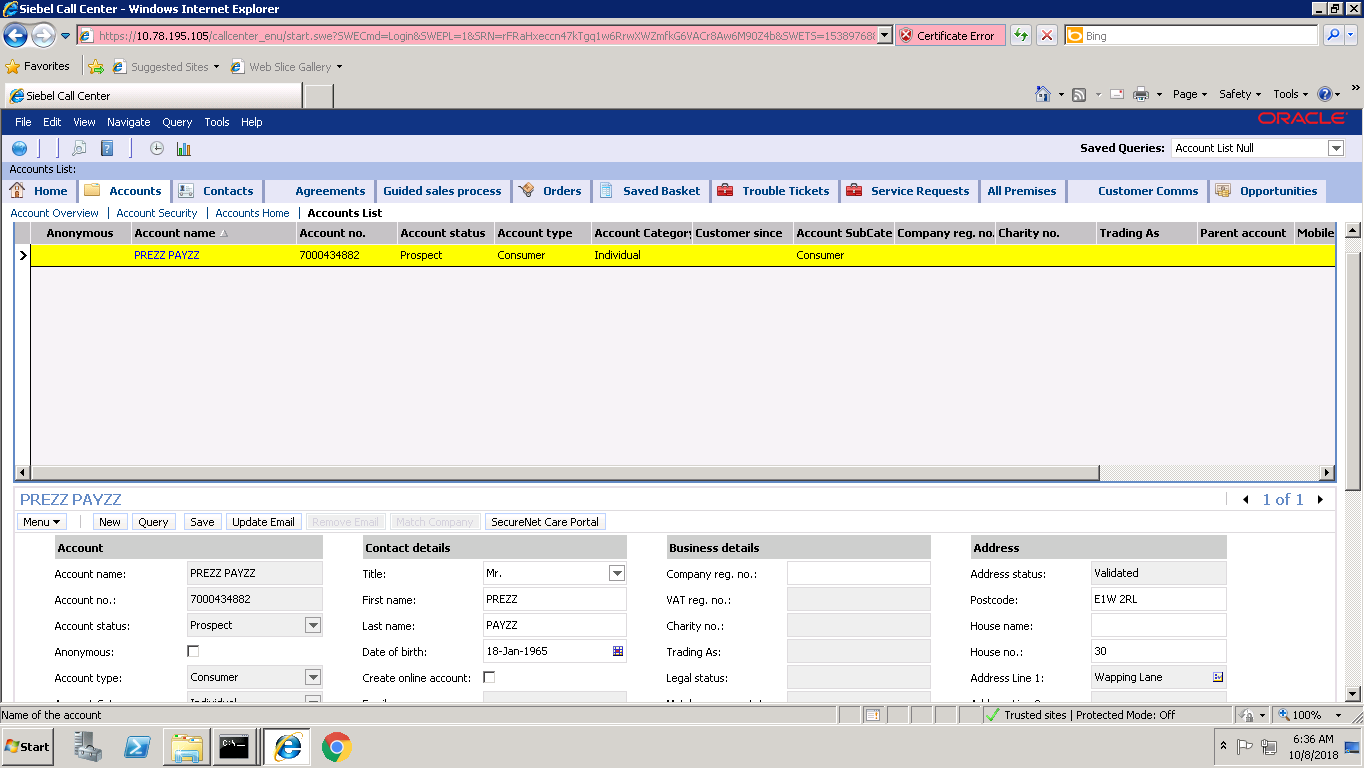 Siebel Call Center - Windows Internet Explorer
https://10.78.195.105/callcenter_enu/start.swe?SWECmd=Login&SWEPL=1&SRN= Certificate Error Bing
Favorites Suggested Sites Web Slice Gallery
Siebel Call Center Page Safety Tools
File Edit View Navigate Query Tools Help ORACLE
Saved Queries: Account List Null
Accounts List:
Home Accounts Contacts Agreements Guided sales process Orders Saved Basket Trouble Tickets Service Requests All Premises Customer Comms Opportunities
Account Overview | Account Security | Accounts Home | Accounts List
Anonymous Account name Account no. Account status Account type Account Category Customer since Account SubCate Company reg. no. Charity no. Trading As Parent account Mobile
PREZZ PAYZZ 7000434882 Prospect Consumer Individual Consumer
PREZZ PAYZZ 1 of 1
Menu New Query Save Update Email Remove Email Match Company SecureNet Care Portal
Account Contact details Business details Address
Account name: PREZZ PAYZZ Title: Mr. Company reg. no.: Address status: Validated
Account no.: 7000434882 First name: PREZZ VAT reg. no.: Postcode: E1W 2RL
Account status: Prospect Last name: PAYZZ Charity no.: House name:
Anonymous: Date of birth: 18-Jan-1965 Trading As: House no.: 30
Account type: Consumer Create online account: Legal status: Address Line 1: Wapping Lane
Name of the account Trusted sites | Protected Mode: Off 100%
Start 6:36 AM
10/8/2018